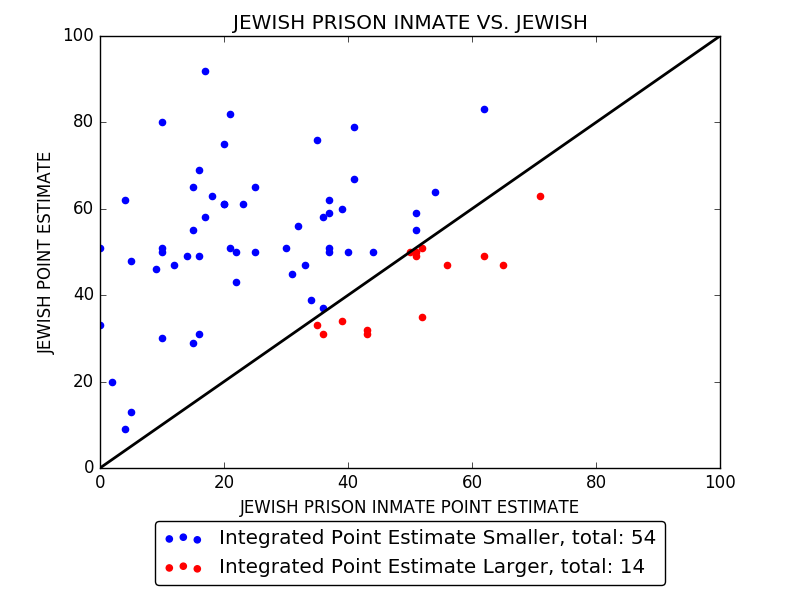 JEWISH PRISON INMATE VS. JEWISH
100
80
60
40
20
0
JEWISH POINT ESTIMATE
0 20 40 60 80 100
JEWISH PRISON INMATE POINT ESTIMATE
Integrated Point Estimate Smaller, total: 54
Integrated Point Estimate Larger, total: 14